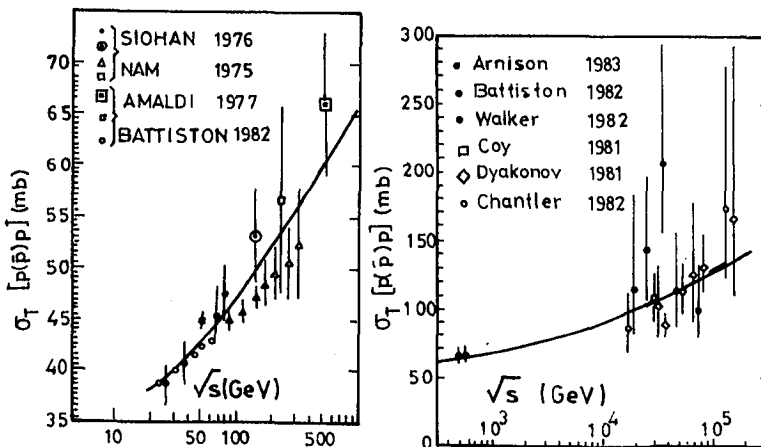 SIOHAN 1976
NAM 1975
AMALDI 1977
BATTISTON 1982
σT [p(p̄)p] (mb)
70
65
60
55
50
45
40
35
√s (GeV)
10 50 100 500
Arnison 1983
Battiston 1982
Walker 1982
Coy 1981
Dyakonov 1981
Chantler 1982
σT [p(p̄)p] (mb)
300
250
200
150
100
50
0
√s (GeV)
10³ 10⁴ 10⁵